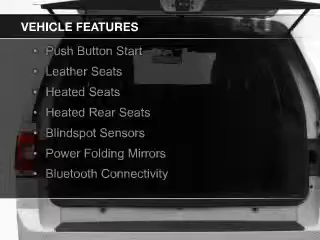 VEHICLE FEATURES
• Push Button Start
• Leather Seats
• Heated Seats
• Heated Rear Seats
• Blindspot Sensors
• Power Folding Mirrors
• Bluetooth Connectivity